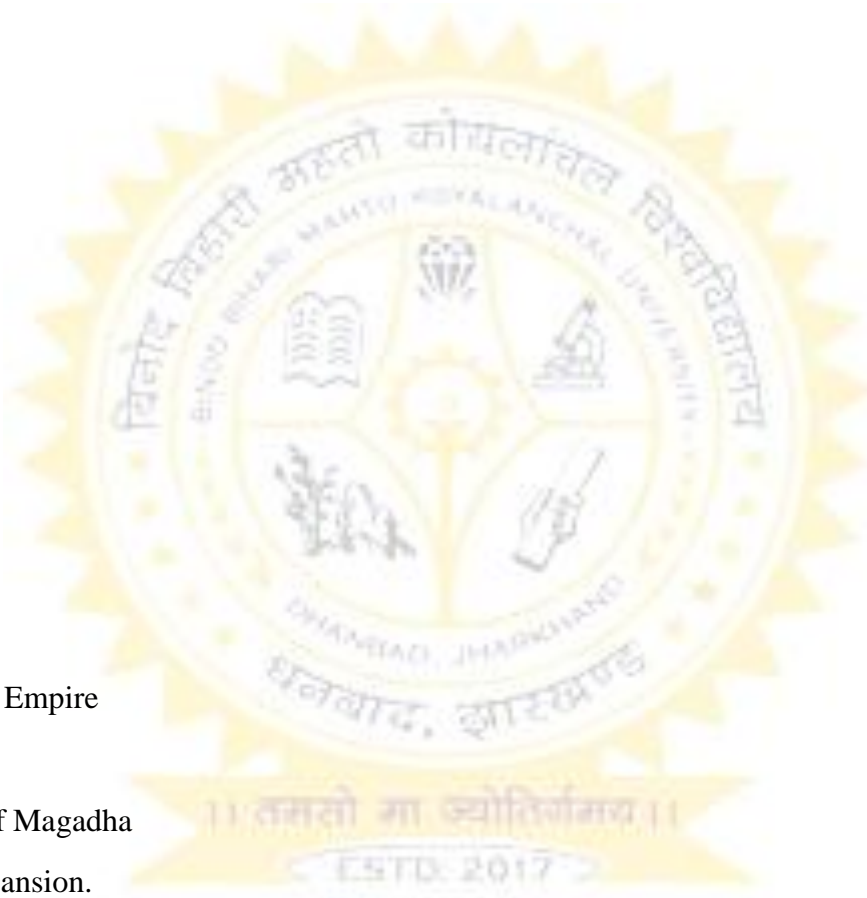 विनोद बिहारी महतो कोयलांचल विश्वविद्यालय
BINOD BIHARI MAHTO KOYALANCHAL UNIVERSITY
DHANBAD, JHARKHAND
धनबाद, झारखण्ड
Empire
f Magadha
ansion.
।। तमसो मा ज्योतिर्गमय ।।
ESTD. 2017